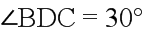 ∠BDC = 30°